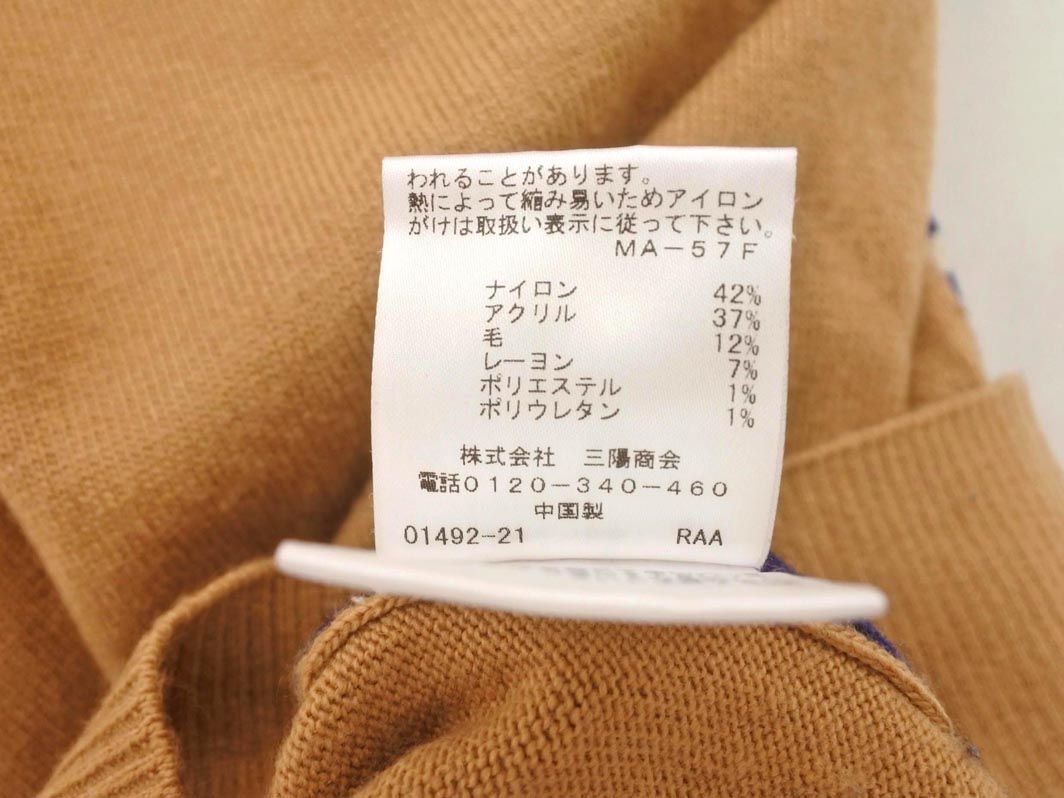 われることがあります。
熱によって縮み易いためアイロン
がけは取扱い表示に従って下さい。
MA-57F
ナイロン 42%
アクリル 37%
毛 12%
レーヨン 7%
ポリエステル 1%
ポリウレタン 1%
株式会社 三陽商会
電話0120-340-460
中国製
01492-21 RAA